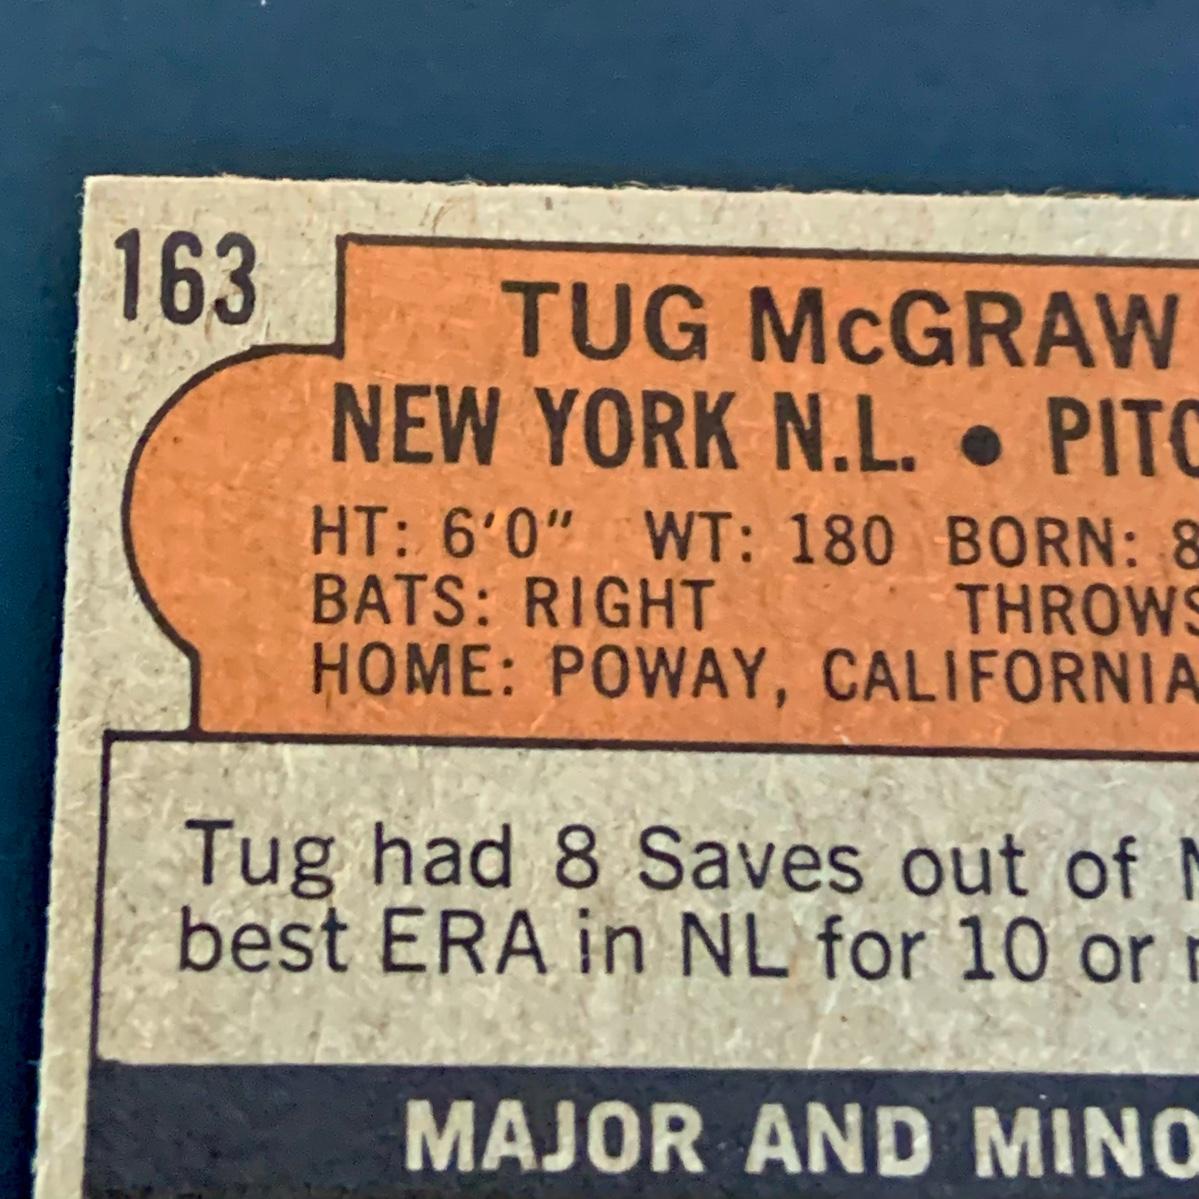 163
TUG McGRAW
NEW YORK N.L. • PITC
HT: 6'0" WT: 180 BORN: 8
BATS: RIGHT THROWS
HOME: POWAY, CALIFORNIA
Tug had 8 Saves out of
best ERA in NL for 10 or
MAJOR AND MINO